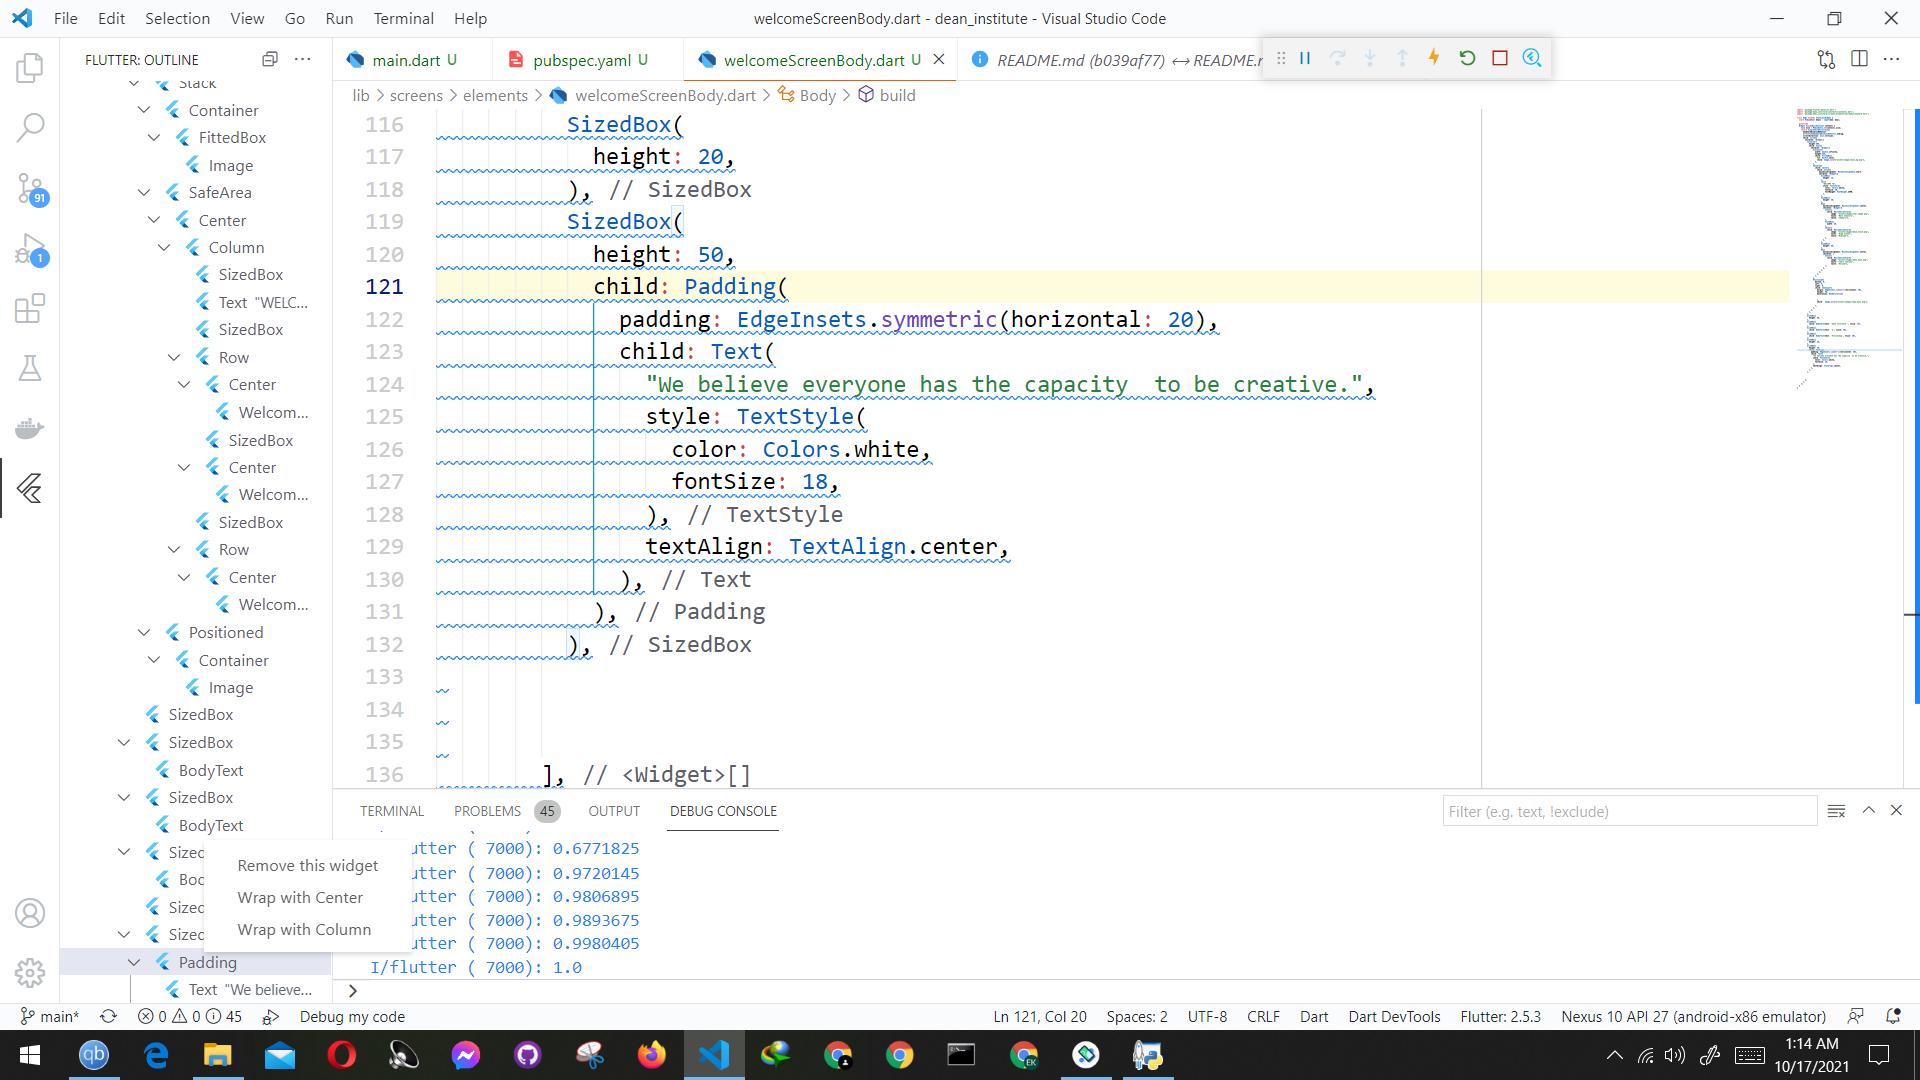 File Edit Selection View Go Run Terminal Help
welcomeScreenBody.dart - dean_institute - Visual Studio Code
FLUTTER: OUTLINE
main.dart U
pubspec.yaml U
welcomeScreenBody.dart U
README.md (b039af77) ↔ README.r
lib > screens > elements > welcomeScreenBody.dart > Body > build
Stack
Container
FittedBox
Image
SafeArea
Center
Column
SizedBox
Text "WELC...
SizedBox
Row
Center
Welcom...
SizedBox
Center
Welcom...
SizedBox
Row
Center
Welcom...
Positioned
Container
Image
SizedBox
SizedBox
BodyText
SizedBox
BodyText
Sized
Boc
Sized
Sized
Padding
Text "We believe...
91
1
Remove this widget
Wrap with Center
Wrap with Column
116 SizedBox(
117 height: 20,
118 ), // SizedBox
119 SizedBox(
120 height: 50,
121 child: Padding(
122 padding: EdgeInsets.symmetric(horizontal: 20),
123 child: Text(
124 "We believe everyone has the capacity  to be creative.",
125 style: TextStyle(
126 color: Colors.white,
127 fontSize: 18,
128 ), // TextStyle
129 textAlign: TextAlign.center,
130 ), // Text
131 ), // Padding
132 ), // SizedBox
133
134
135
136 ], // <Widget>[]
TERMINAL PROBLEMS 45 OUTPUT DEBUG CONSOLE
Filter (e.g. text, !exclude)
utter ( 7000): 0.6771825
utter ( 7000): 0.9720145
utter ( 7000): 0.9806895
utter ( 7000): 0.9893675
utter ( 7000): 0.9980405
I/flutter ( 7000): 1.0
main* 0 0 45 Debug my code
Ln 121, Col 20 Spaces: 2 UTF-8 CRLF Dart Dart DevTools Flutter: 2.5.3 Nexus 10 API 27 (android-x86 emulator)
qb
EK
1:14 AM
10/17/2021